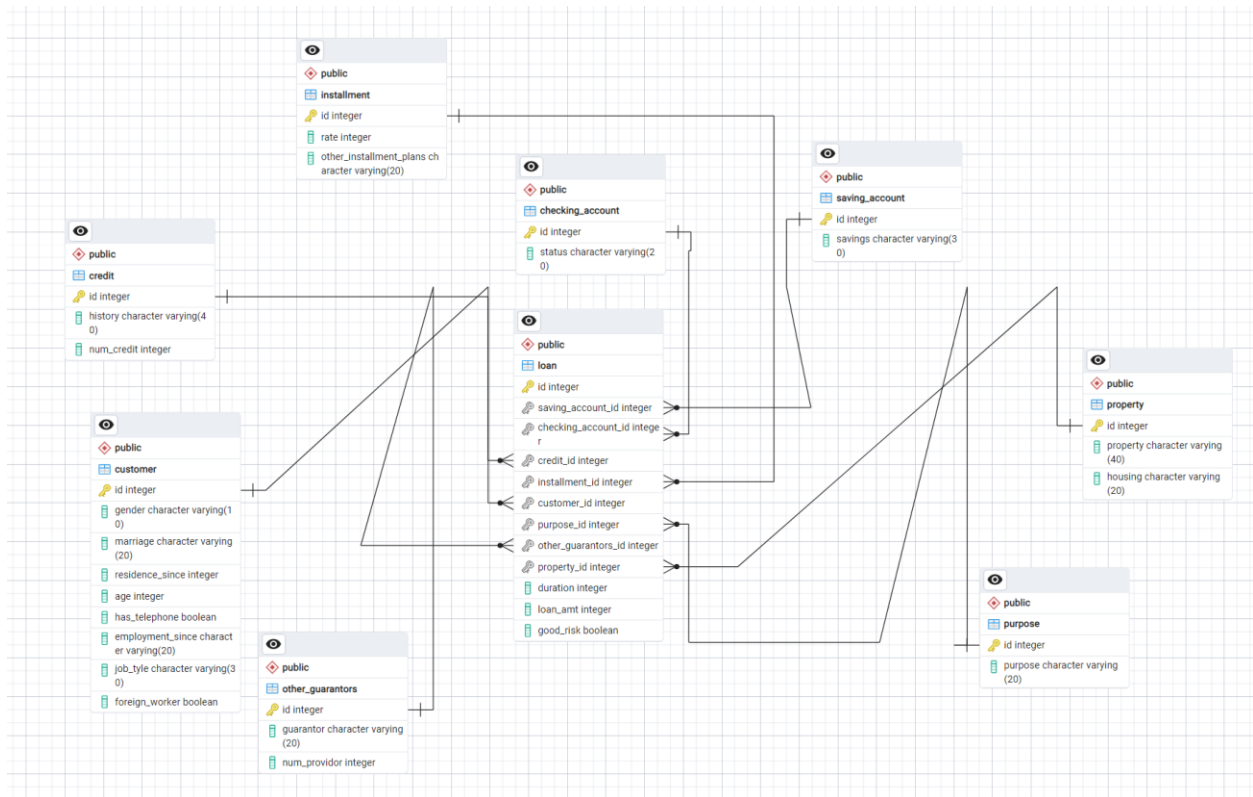 public
installment
id integer
rate integer
other_installment_plans ch
aracter varying(20)
public
checking_account
id integer
status character varying(2
0)
public
saving_account
id integer
savings character varying(3
0)
public
credit
id integer
history character varying(4
0)
num_credit integer
public
loan
id integer
saving_account_id integer
checking_account_id intege
r
credit_id integer
installment_id integer
customer_id integer
purpose_id integer
other_guarantors_id integer
property_id integer
duration integer
loan_amt integer
good_risk boolean
public
property
id integer
property character varying
(40)
housing character varying
(20)
public
customer
id integer
gender character varying(1
0)
marriage character varying
(20)
residence_since integer
age integer
has_telephone boolean
employment_since charact
er varying(20)
job_tyle character varying(3
0)
foreign_worker boolean
public
other_guarantors
id integer
guarantor character varying
(20)
num_providor integer
public
purpose
id integer
purpose character varying
(20)